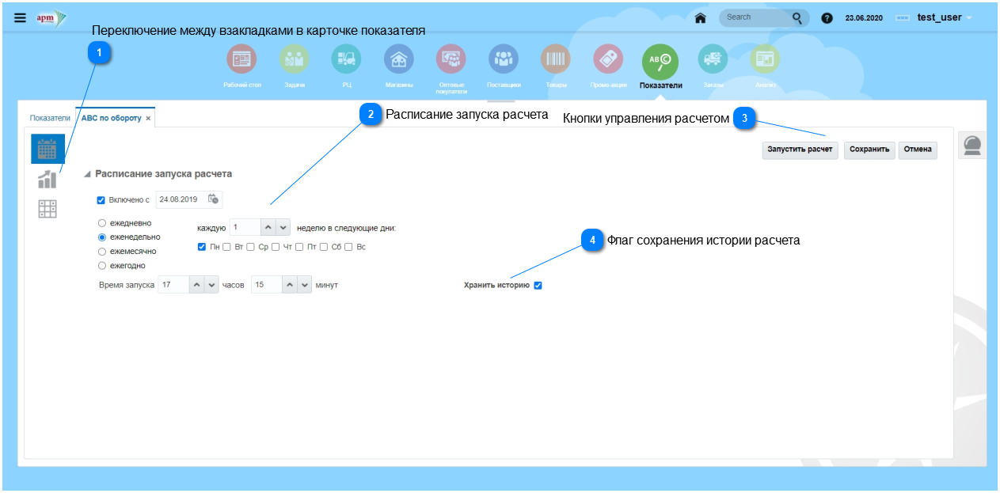 apm
Search
?
23.06.2020
test_user
Переключение между взакладками в карточке показателя
1
Рабочий стол
Задачи
РЦ
Магазины
Оптовые
покупатели
Поставщики
Товары
Промо-акции
ABC
Показатели
Заказы
Анализ
Показатели
АВС по обороту ×
2 Расписание запуска расчета
Кнопки управления расчетом 3
Запустить расчет
Сохранить
Отмена
Расписание запуска расчета
Включено с 24.08.2019
ежедневно
еженедельно
ежемесячно
ежегодно
каждую 1 неделю в следующие дни:
Пн Вт Ср Чт Пт Сб Вс
4 Флаг сохранения истории расчета
Время запуска 17 часов 15 минут
Хранить историю